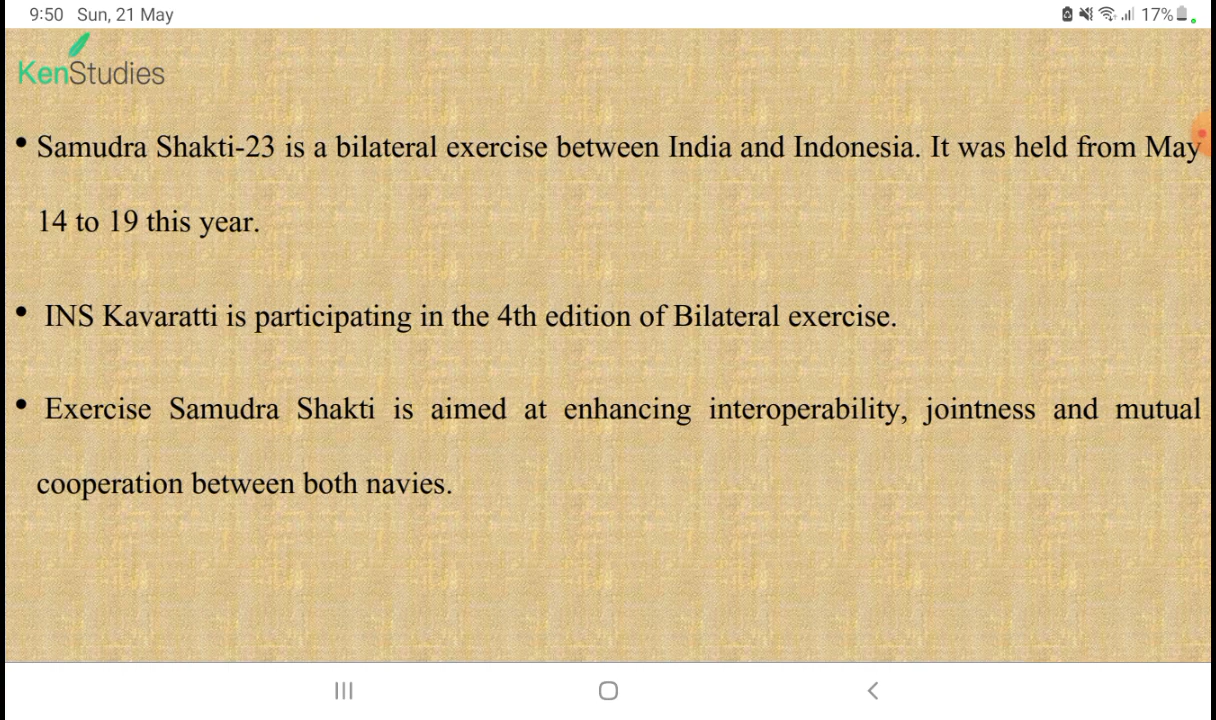 9:50 Sun, 21 May 17%
KenStudies
• Samudra Shakti-23 is a bilateral exercise between India and Indonesia. It was held from May
14 to 19 this year.
• INS Kavaratti is participating in the 4th edition of Bilateral exercise.
• Exercise Samudra Shakti is aimed at enhancing interoperability, jointness and mutual
cooperation between both navies.